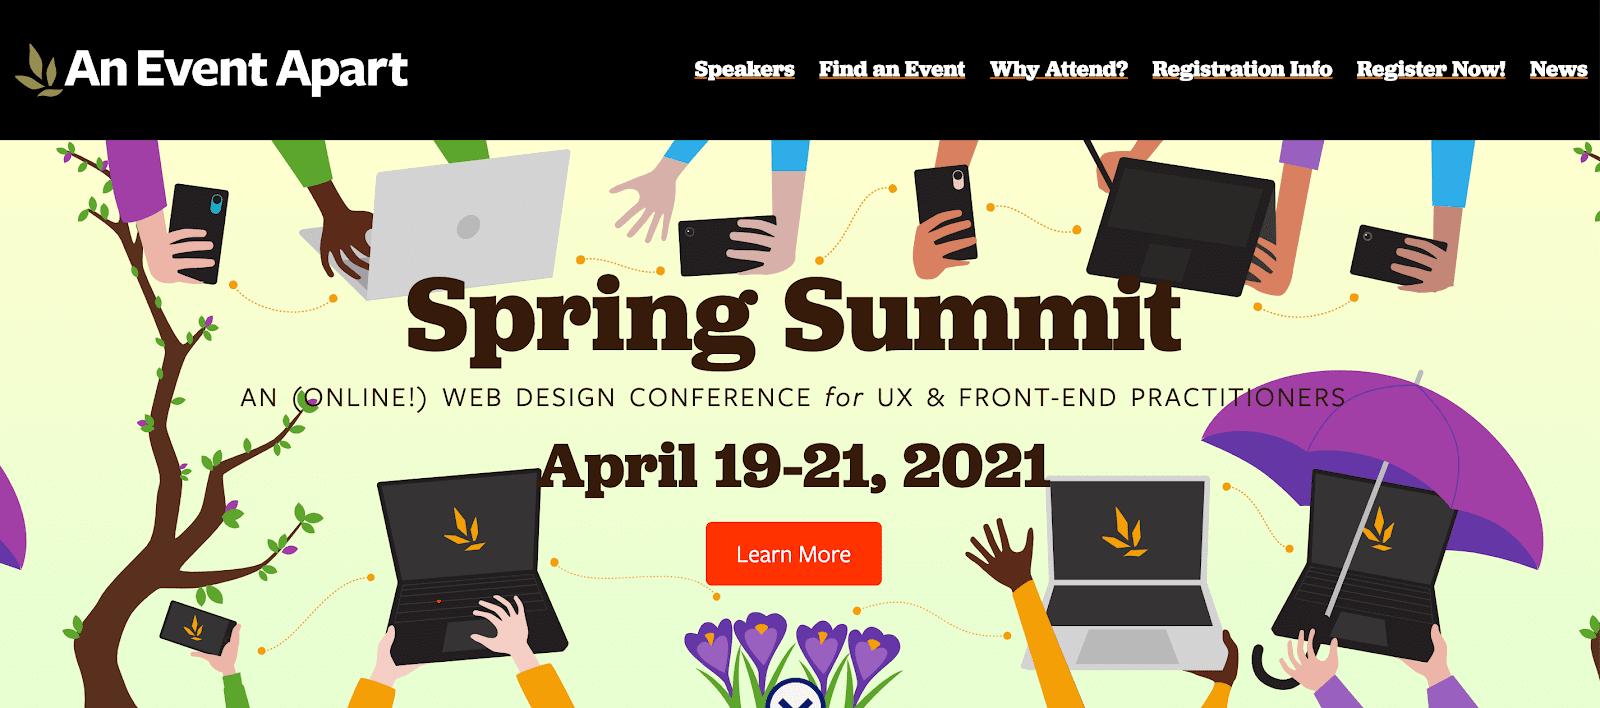 An Event Apart
Speakers Find an Event Why Attend? Registration Info Register Now! News
Spring Summit
AN (ONLINE!) WEB DESIGN CONFERENCE for UX & FRONT-END PRACTITIONERS
April 19-21, 2021
Learn More